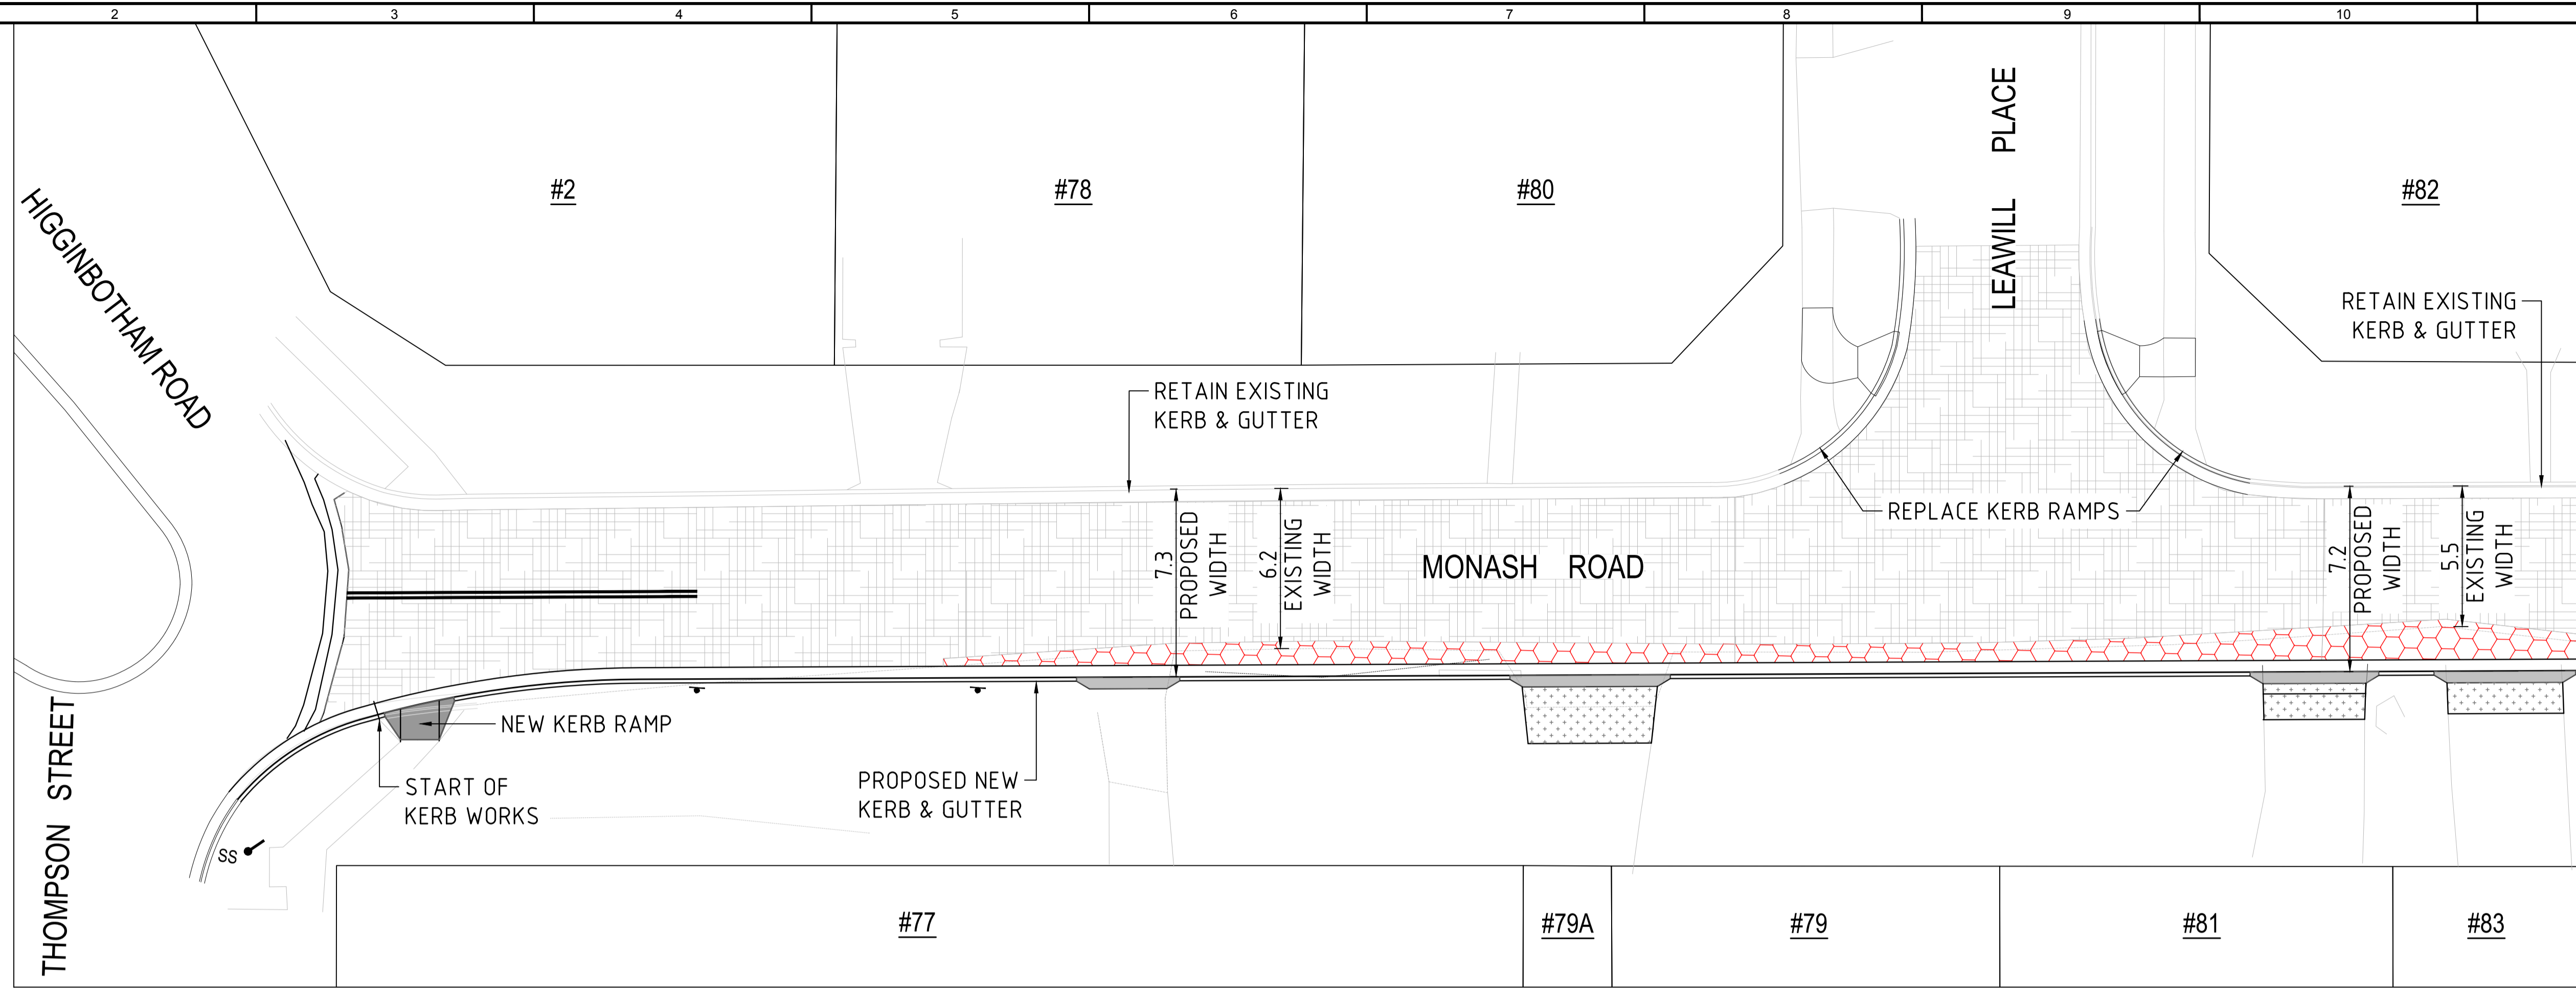 2
3
4
5
6
7
8
9
10
#2
#78
#80
#82
HIGGINBOTHAM ROAD
LEAWILL PLACE
RETAIN EXISTING
KERB & GUTTER
RETAIN EXISTING
KERB & GUTTER
REPLACE KERB RAMPS
7.3
PROPOSED
WIDTH
6.2
EXISTING
WIDTH
MONASH ROAD
7.2
PROPOSED
WIDTH
5.5
EXISTING
WIDTH
NEW KERB RAMP
START OF
KERB WORKS
PROPOSED NEW
KERB & GUTTER
SS
THOMPSON STREET
#77
#79A
#79
#81
#83